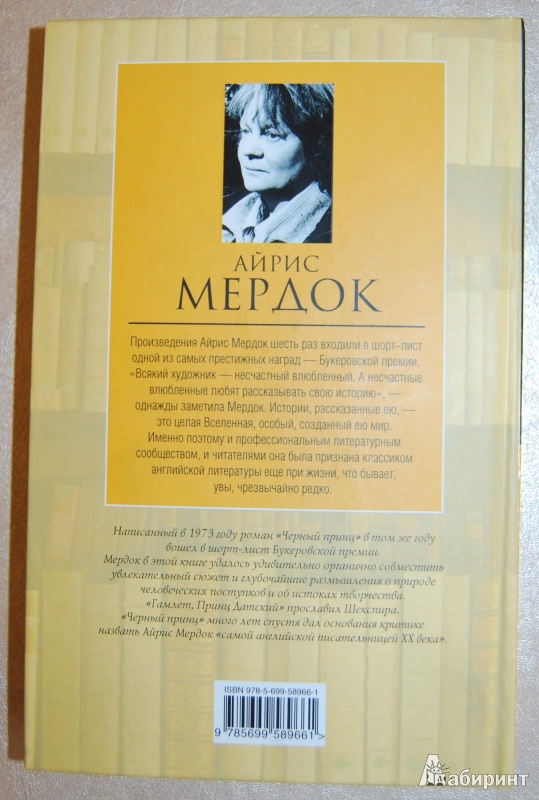 АЙРИС
МЕРДОК
Произведения Айрис Мердок шесть раз входили в шорт-лист
одной из самых престижных наград — Букеровской премии.
«Всякий художник — несчастный влюбленный. А несчастные
влюбленные любят рассказывать свою историю», —
однажды заметила Мердок. Истории, рассказанные ею, —
это целая Вселенная, особый, созданный ею мир.
Именно поэтому и профессиональным литературным
сообществом, и читателями она была признана классиком
английской литературы еще при жизни, что бывает,
увы, чрезвычайно редко.
Написанный в 1973 году роман «Черный принц» в том же году
вошел в шорт-лист Букеровской премии.
Мердок в этой книге удалось удивительно органично совместить
увлекательный сюжет и глубочайшие размышления о природе
человеческих поступков и об истоках творчества.
«Гамлет, Принц Датский» прославил Шекспира.
«Черный принц» много лет спустя дал основания критике
назвать Айрис Мердок «самой английской писательницей XX века».
ISBN 978-5-699-58966-1
9 785699 589661 >
Лабиринт